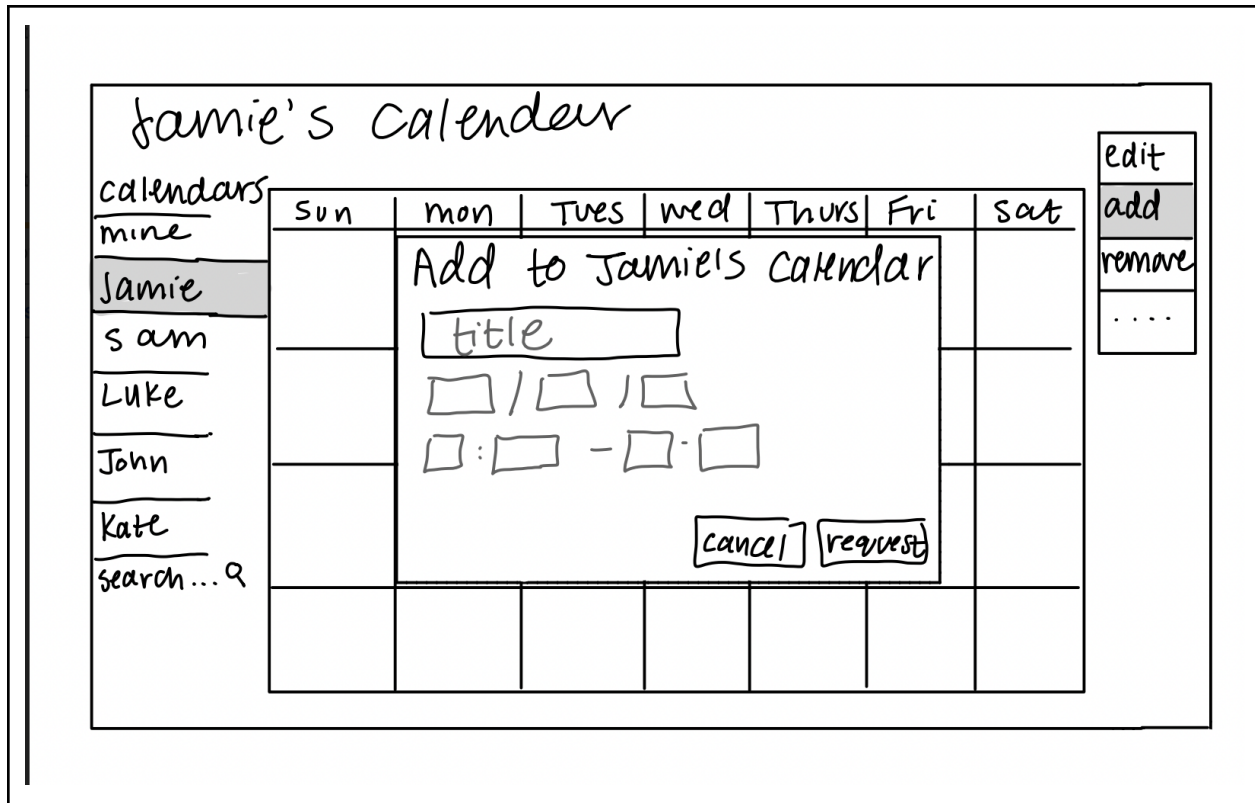 Jamie's Calendar
calendars
mine
Jamie
Sam
Luke
John
Kate
search...
Sun mon Tues wed Thurs Fri Sat
Add to Jamie's Calendar
title
/ /
: - :
cancel request
edit
add
remove
....